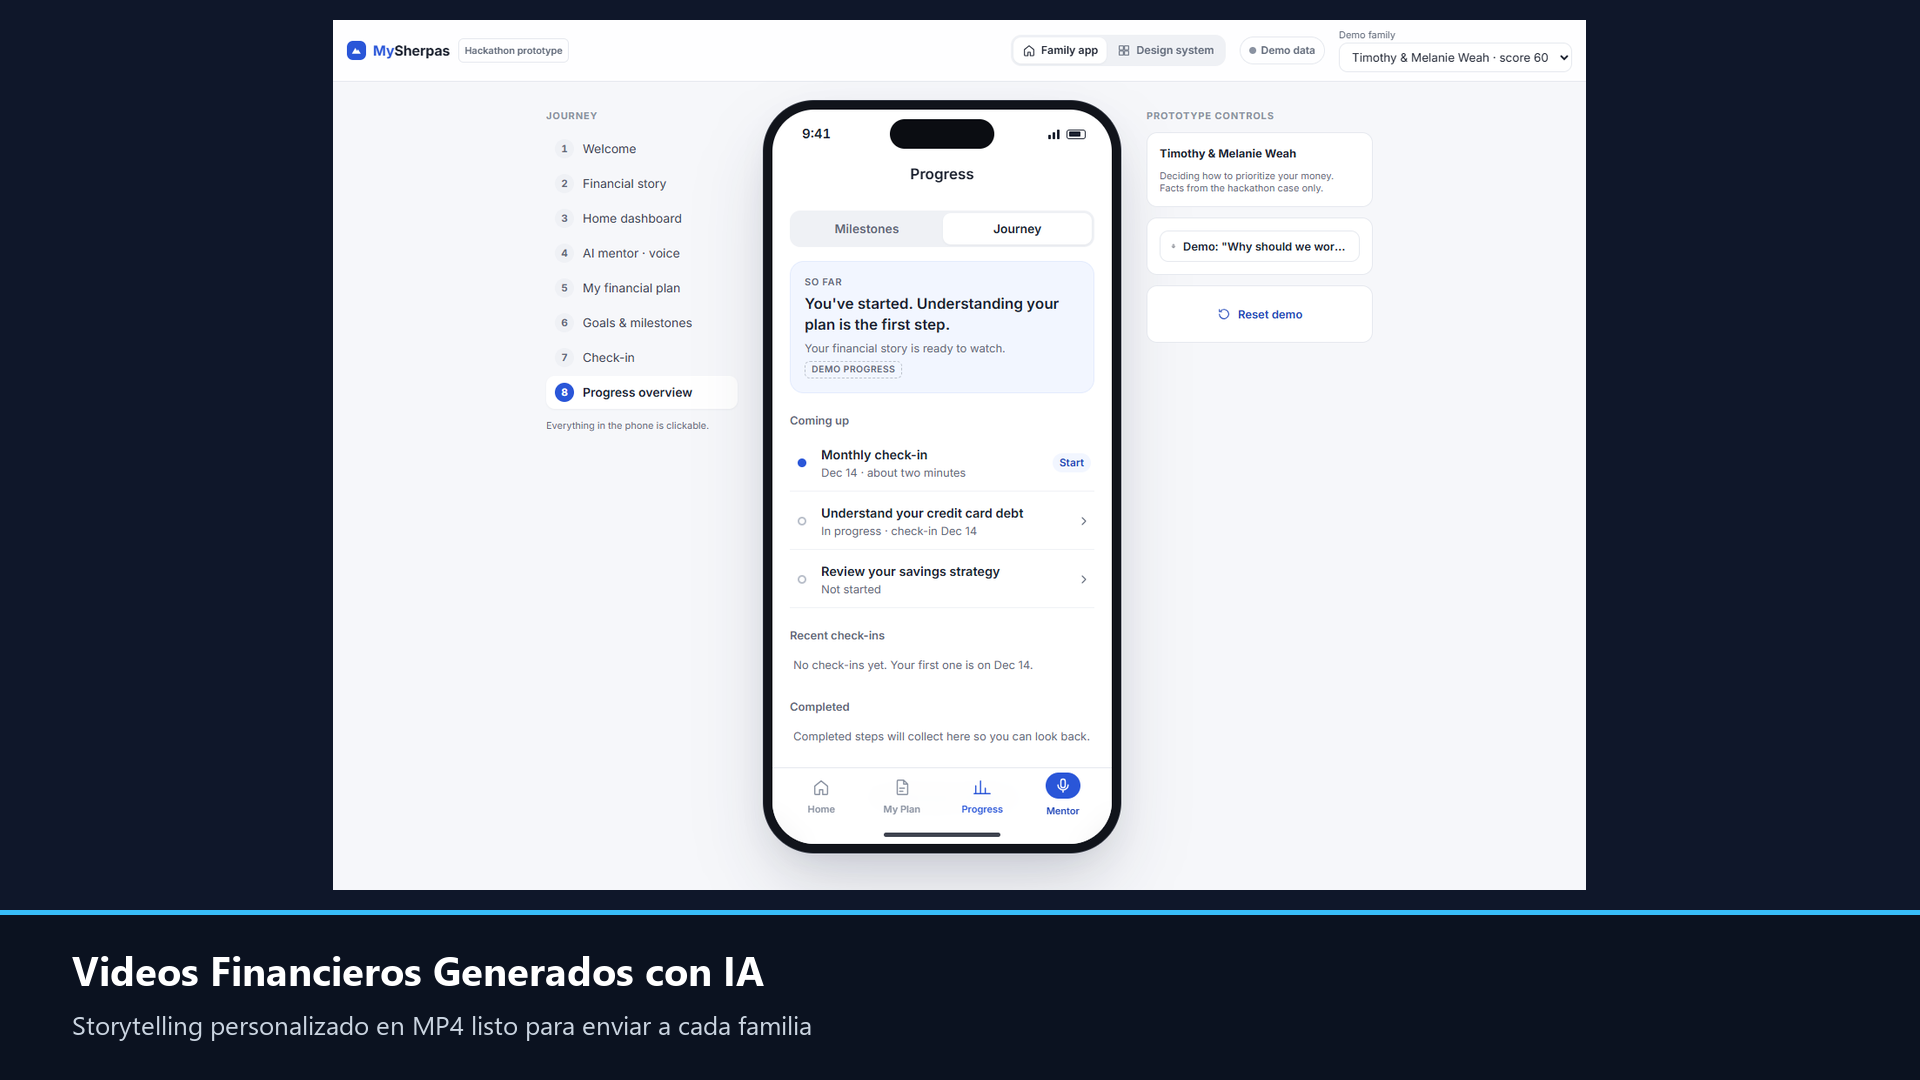 MySherpas
Hackathon prototype
Family app
Design system
Demo data
Demo family
Timothy & Melanie Weah · score 60
JOURNEY
1 Welcome
2 Financial story
3 Home dashboard
4 AI mentor · voice
5 My financial plan
6 Goals & milestones
7 Check-in
8 Progress overview
Everything in the phone is clickable.
9:41
Progress
Milestones
Journey
SO FAR
You've started. Understanding your
plan is the first step.
Your financial story is ready to watch.
DEMO PROGRESS
Coming up
Monthly check-in
Dec 14 · about two minutes
Start
Understand your credit card debt
In progress · check-in Dec 14
Review your savings strategy
Not started
Recent check-ins
No check-ins yet. Your first one is on Dec 14.
Completed
Completed steps will collect here so you can look back.
Home
My Plan
Progress
Mentor
PROTOTYPE CONTROLS
Timothy & Melanie Weah
Deciding how to prioritize your money.
Facts from the hackathon case only.
Demo: "Why should we wor...
Reset demo
Videos Financieros Generados con IA
Storytelling personalizado en MP4 listo para enviar a cada familia